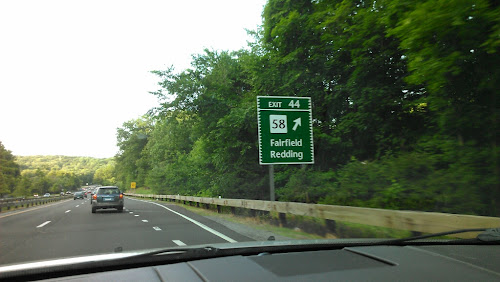 EXIT 44
58
Fairfield
Redding